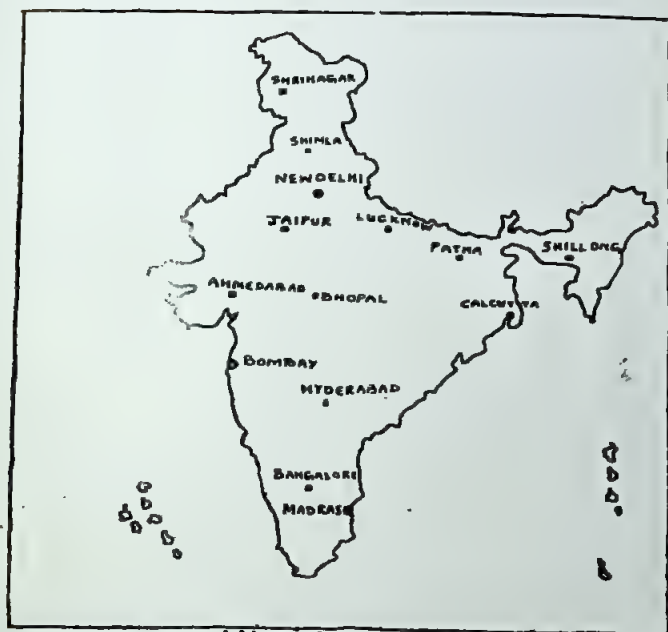 SHRINAGAR
SHIMLA
NEWDELHI
JAIPUR
LUCKNOW
PATNA
SHILLONG
AHMEDABAD
BHOPAL
CALCUTTA
BOMBAY
HYDERABAD
BANGALORE
MADRAS